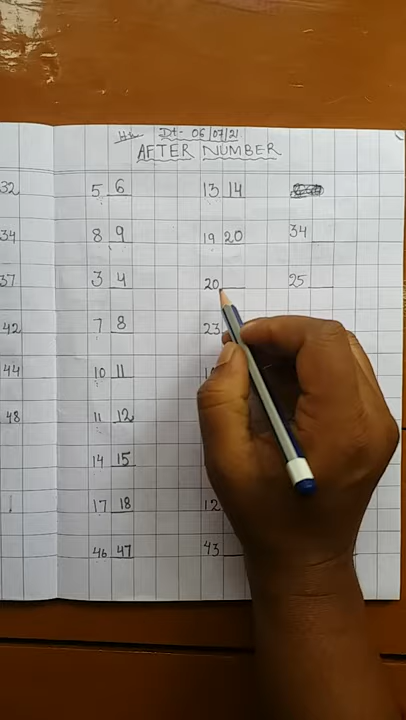 Dt- 06/07/21
AFTER NUMBER
32 5 6 13 14
34 8 9 19 20 34
37 3 4 20 25
42 7 8 23
44 10 11
48 11 12
14 15
17 18 12
46 47 43